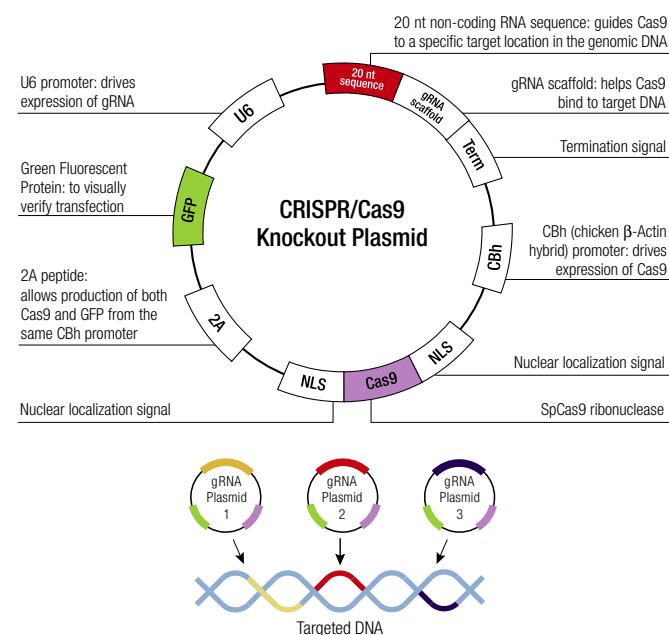 20 nt non-coding RNA sequence: guides Cas9
to a specific target location in the genomic DNA
U6 promoter: drives
expression of gRNA
gRNA scaffold: helps Cas9
bind to target DNA
Termination signal
Green Fluorescent
Protein: to visually
verify transfection
CBh (chicken β-Actin
hybrid) promoter: drives
expression of Cas9
2A peptide:
allows production of both
Cas9 and GFP from the
same CBh promoter
Nuclear localization signal
SpCas9 ribonuclease
Nuclear localization signal
20 nt
sequence
gRNA
scaffold
Term
CBh
NLS
Cas9
NLS
2A
GFP
U6
CRISPR/Cas9
Knockout Plasmid
gRNA
Plasmid
1
gRNA
Plasmid
2
gRNA
Plasmid
3
Targeted DNA